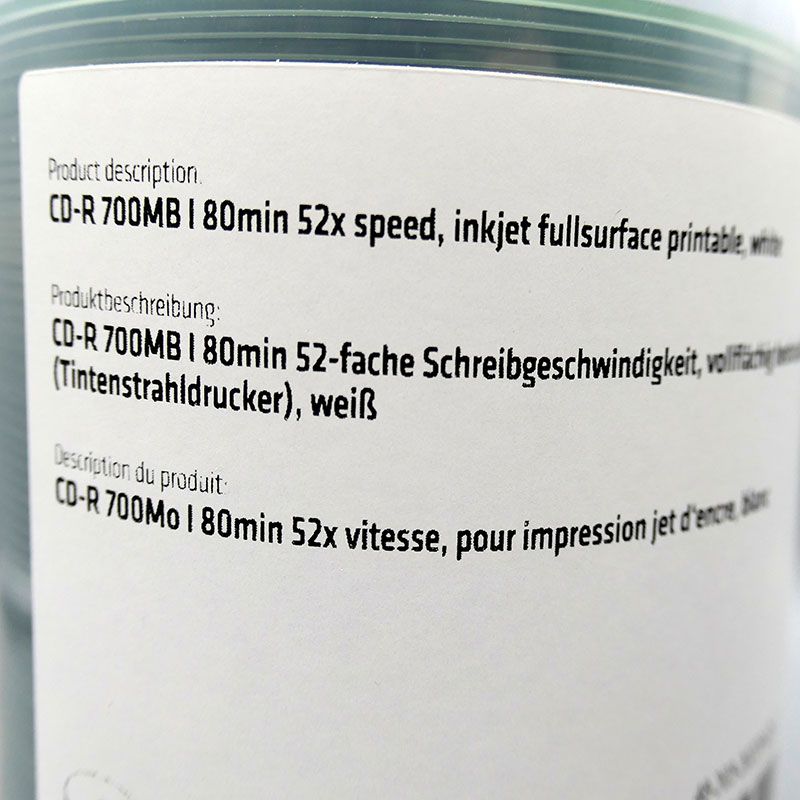 Product description:
CD-R 700MB I 80min 52x speed, inkjet fullsurface printable, white
Produktbeschreibung:
CD-R 700MB I 80min 52-fache Schreibgeschwindigkeit, vollflächig
(Tintenstrahldrucker), weiß
Description du produit:
CD-R 700Mo I 80min 52x vitesse, pour impression jet d'encre, blanc